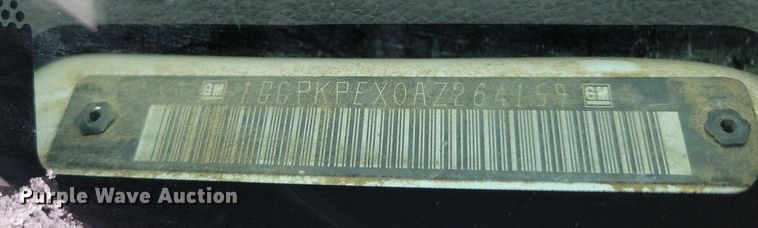 GM 1GCPKPEX0AZ264159 GM
Purple Wave Auction